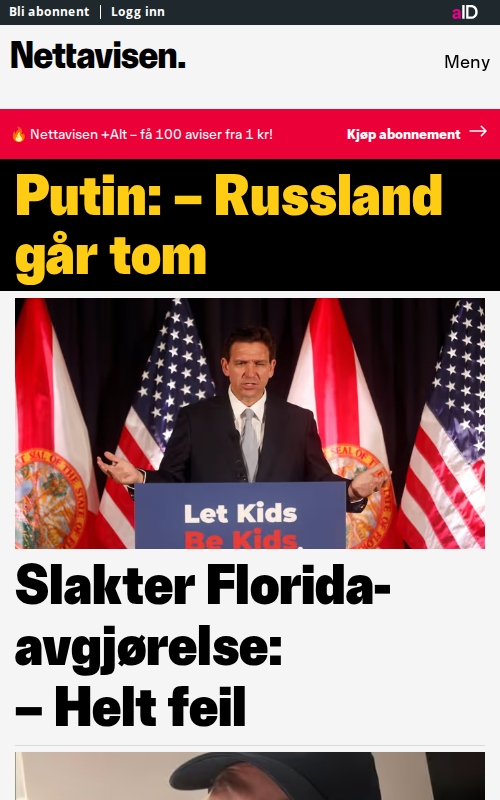 Bli abonnent
Logg inn
aID
Nettavisen.
Meny
🔥 Nettavisen +Alt – få 100 aviser fra 1 kr!
Kjøp abonnement →
Putin: – Russland
går tom
Let Kids
Be Kids.
Slakter Florida-
avgjørelse:
– Helt feil